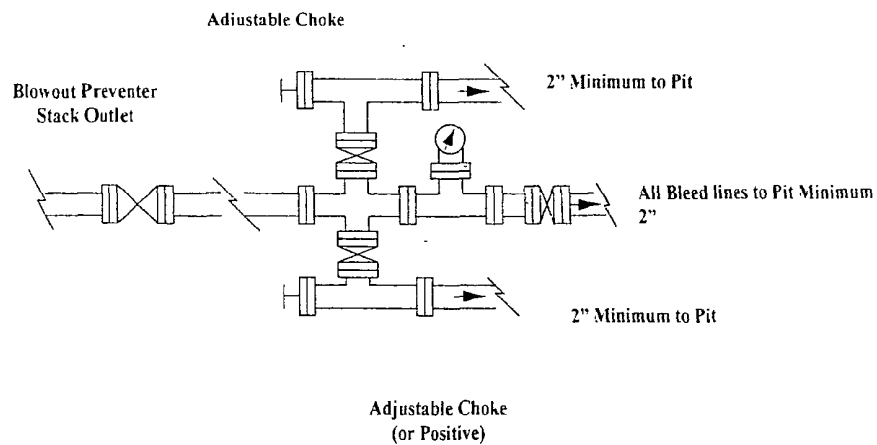 Adjustable Choke
2” Minimum to Pit
Blowout Preventer
Stack Outlet
All Bleed lines to Pit Minimum
2”
2” Minimum to Pit
Adjustable Choke
(or Positive)